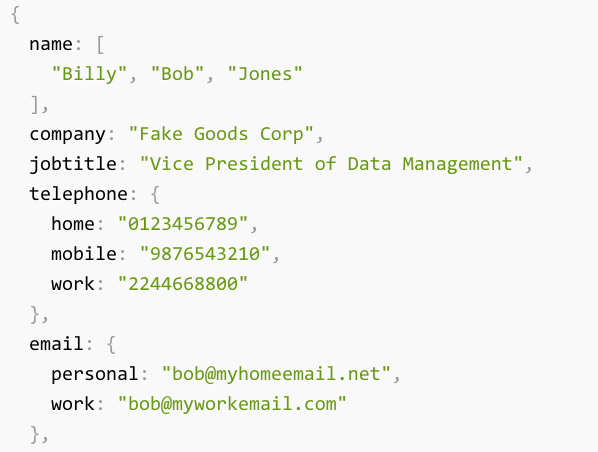 {
  name: [
    "Billy", "Bob", "Jones"
  ],
  company: "Fake Goods Corp",
  jobtitle: "Vice President of Data Management",
  telephone: {
    home: "0123456789",
    mobile: "9876543210",
    work: "2244668800"
  },
  email: {
    personal: "bob@myhomeemail.net",
    work: "bob@myworkemail.com"
  },